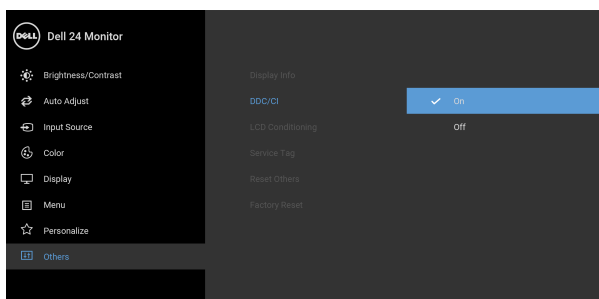 DELL Dell 24 Monitor
Brightness/Contrast
Auto Adjust
Input Source
Color
Display
Menu
Personalize
Others
Display Info
DDC/CI
LCD Conditioning
Service Tag
Reset Others
Factory Reset
On
Off